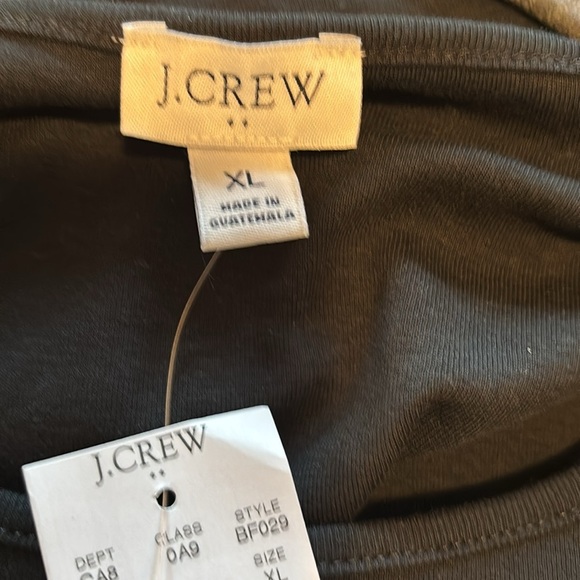 J.CREW
XL
MADE IN
GUATEMALA
J.CREW
DEPT CLASS STYLE
CA8 0A9 BF029
SIZE
XL